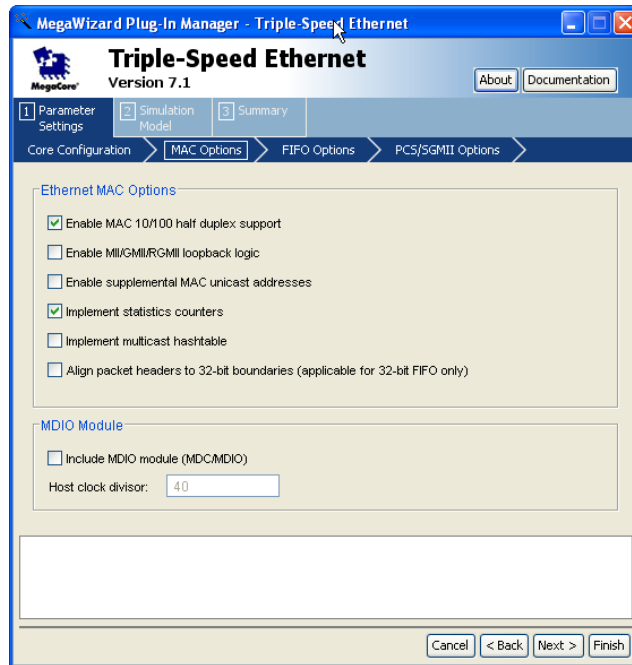 MegaWizard Plug-In Manager - Triple-Speed Ethernet
MegaCore®
Triple-Speed Ethernet
Version 7.1
About
Documentation
1 Parameter Settings
2 Simulation Model
3 Summary
Core Configuration
MAC Options
FIFO Options
PCS/SGMII Options
Ethernet MAC Options
Enable MAC 10/100 half duplex support
Enable MII/GMII/RGMII loopback logic
Enable supplemental MAC unicast addresses
Implement statistics counters
Implement multicast hashtable
Align packet headers to 32-bit boundaries (applicable for 32-bit FIFO only)
MDIO Module
Include MDIO module (MDC/MDIO)
Host clock divisor: 40
Cancel
< Back
Next >
Finish